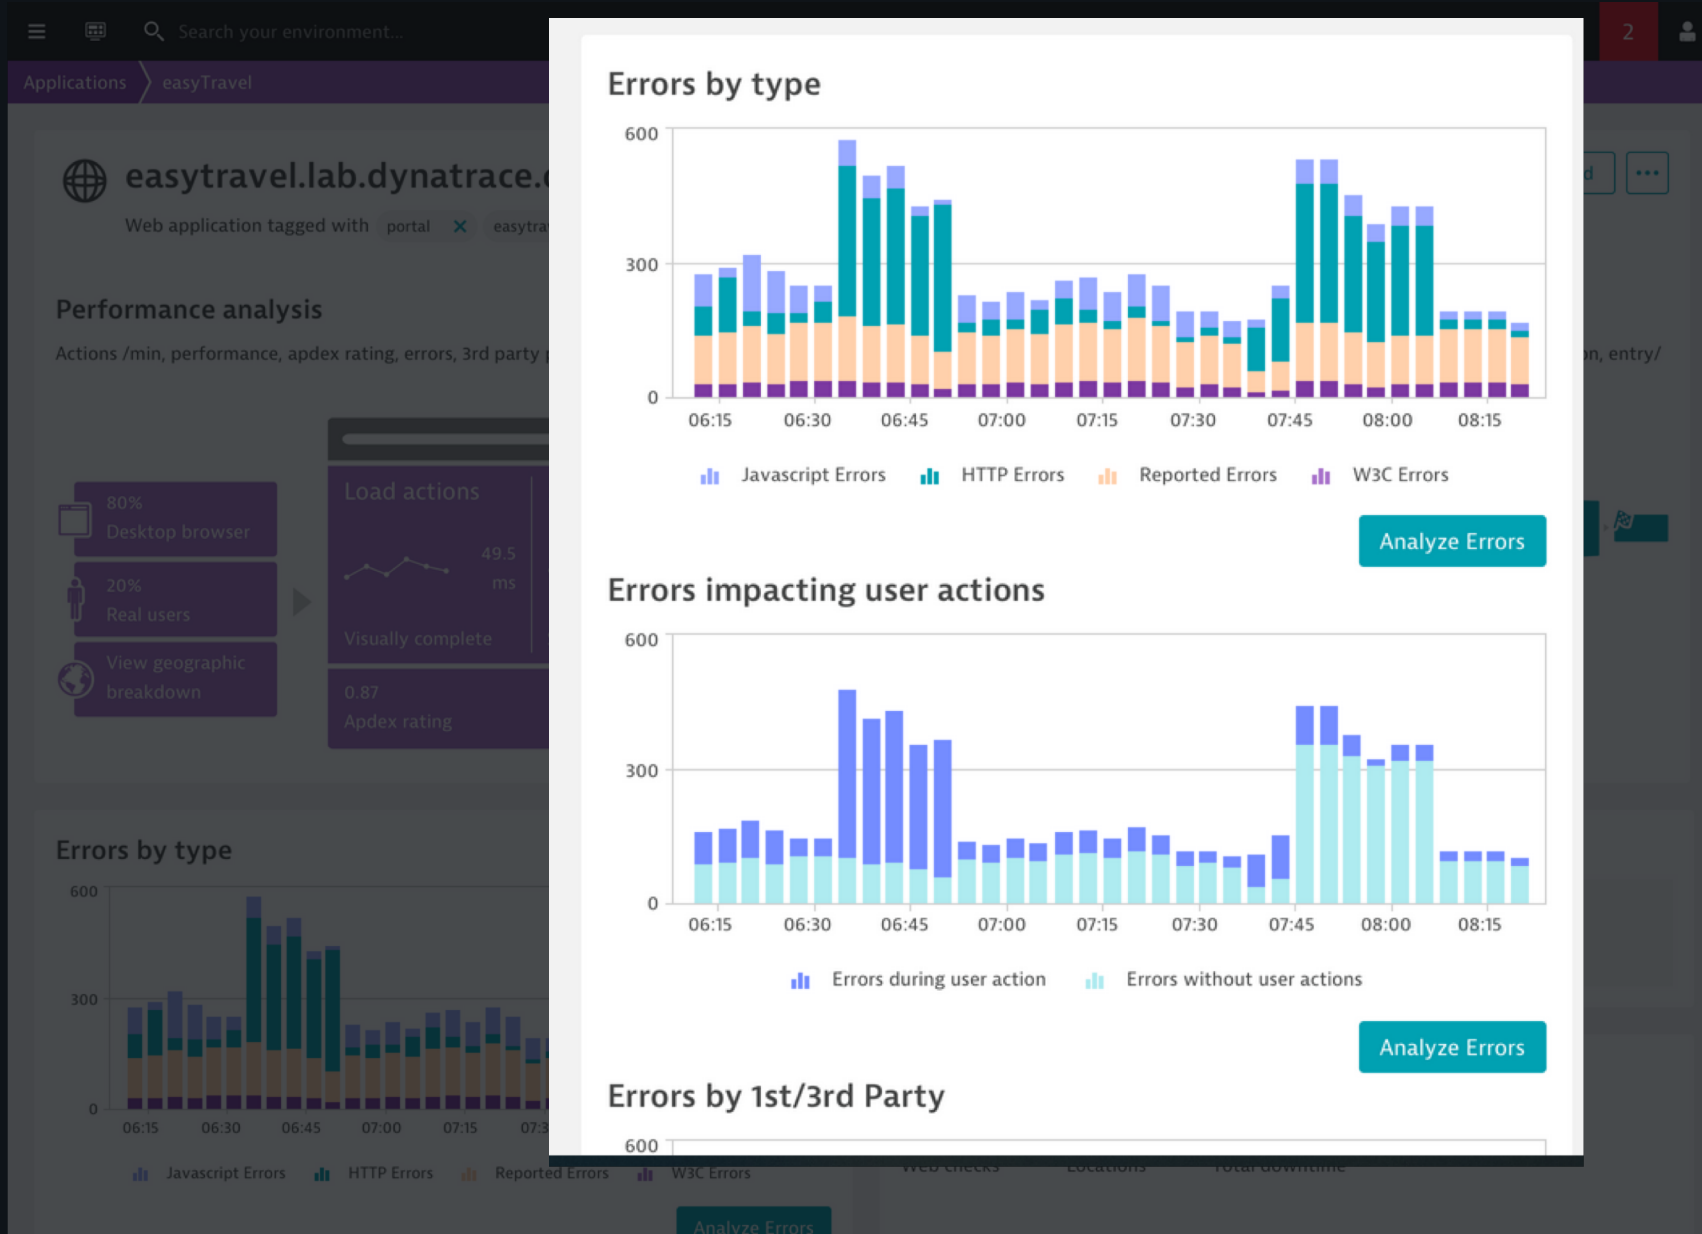 Search your environment...
2
Applications
easyTravel
easytravel.lab.dynatrace.
Web application tagged with portal
Performance analysis
Actions /min, performance, apdex rating, errors, 3rd party
80%
Desktop browser
20%
Real users
View geographic
breakdown
Load actions
49.5
ms
Visually complete
0.87
Apdex rating
Errors by type
600
300
0
06:15 06:30 06:45 07:00 07:15
Javascript Errors HTTP Errors Reported Errors W3C Errors
Analyze Errors
Errors by type
600
300
0
06:15 06:30 06:45 07:00 07:15 07:30 07:45 08:00 08:15
Javascript Errors HTTP Errors Reported Errors W3C Errors
Analyze Errors
Errors impacting user actions
600
300
0
06:15 06:30 06:45 07:00 07:15 07:30 07:45 08:00 08:15
Errors during user action Errors without user actions
Analyze Errors
Errors by 1st/3rd Party
600
entry/
Web checks Locations Total downtime